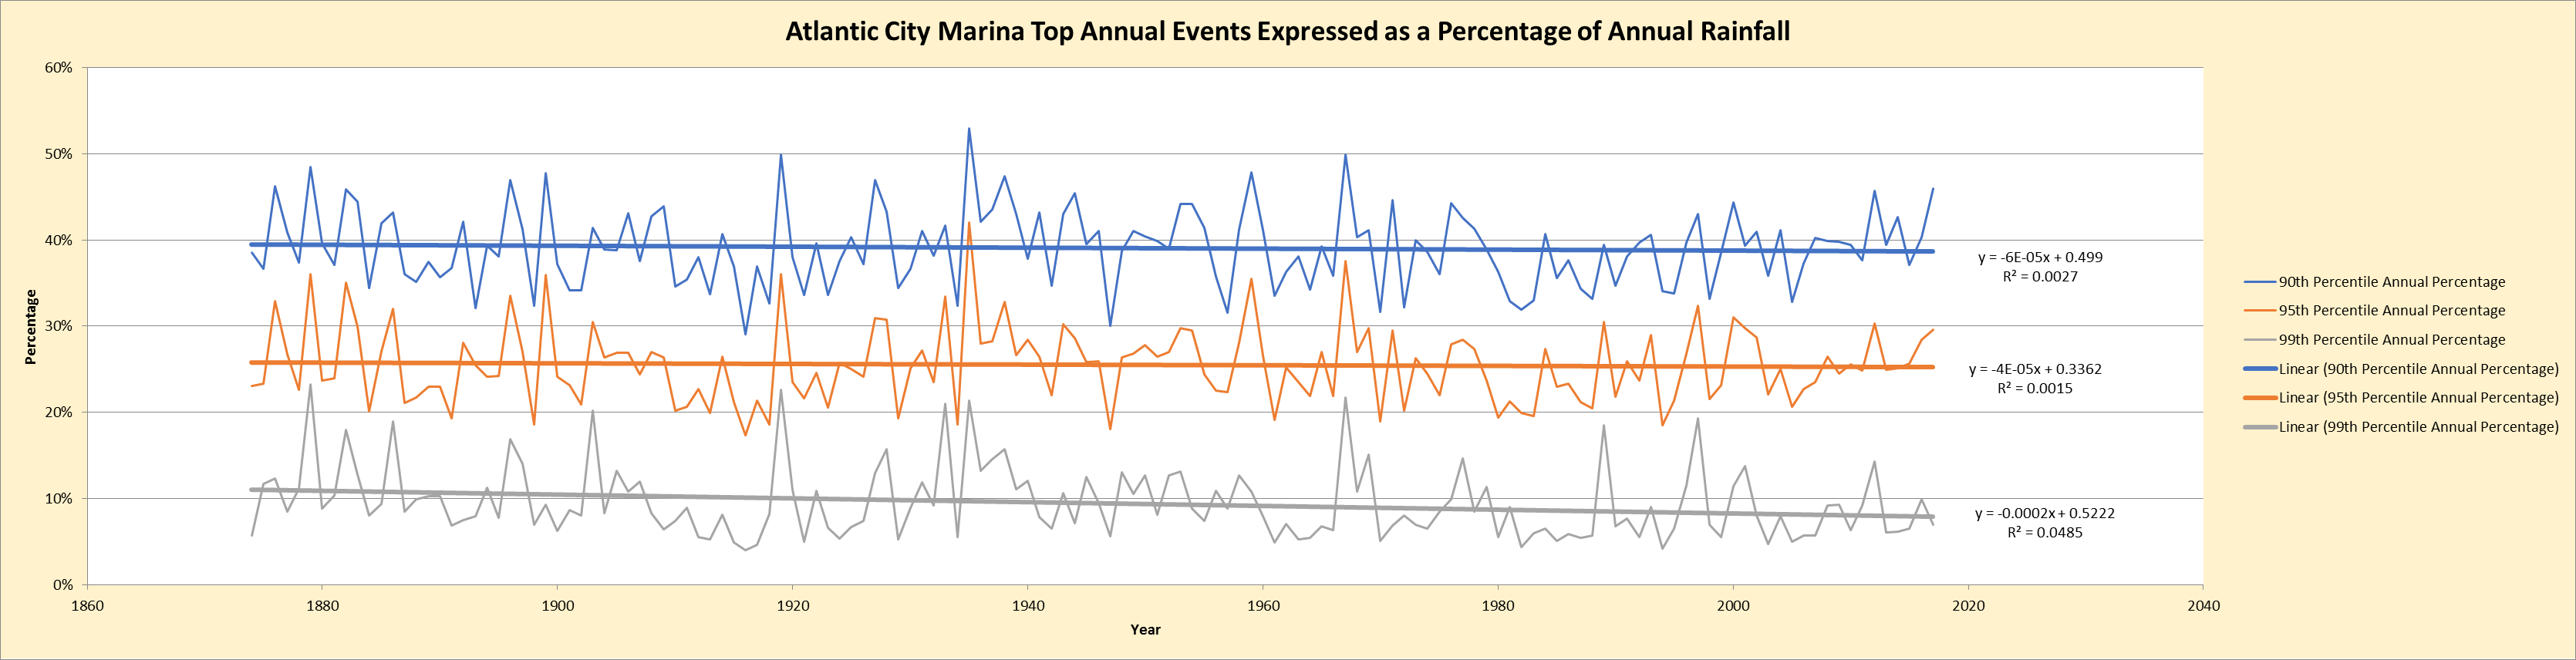 Atlantic City Marina Top Annual Events Expressed as a Percentage of Annual Rainfall
60%
50%
40%
30%
20%
10%
0%
Percentage
1860 1880 1900 1920 1940 1960 1980 2000 2020 2040
Year
y = -6E-05x + 0.499
R² = 0.0027
y = -4E-05x + 0.3362
R² = 0.0015
y = -0.0002x + 0.5222
R² = 0.0485
90th Percentile Annual Percentage
95th Percentile Annual Percentage
99th Percentile Annual Percentage
Linear (90th Percentile Annual Percentage)
Linear (95th Percentile Annual Percentage)
Linear (99th Percentile Annual Percentage)